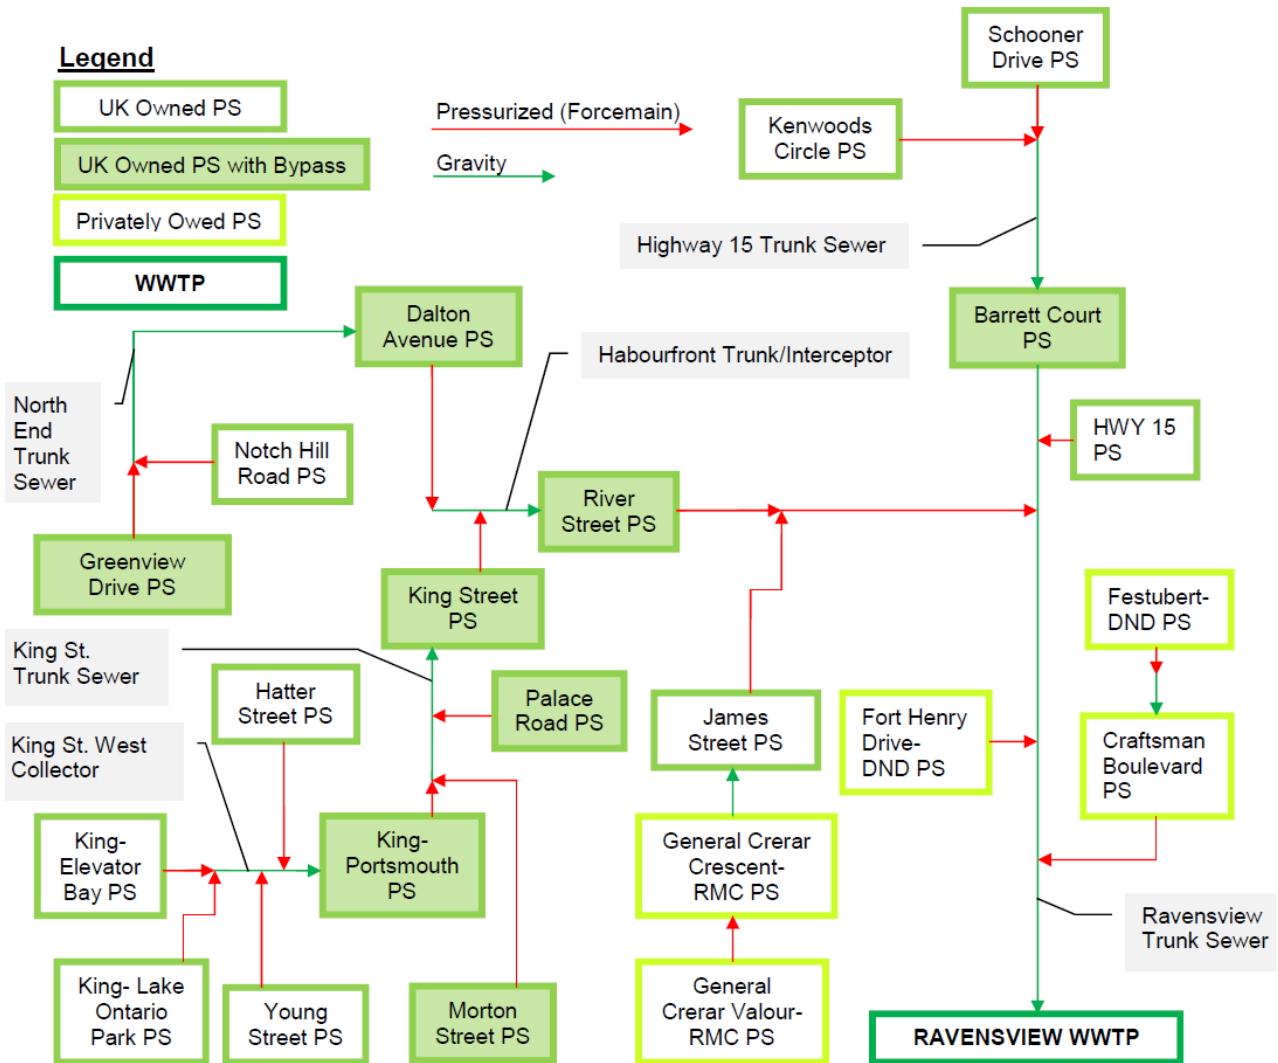 Legend
UK Owned PS
UK Owned PS with Bypass
Privately Owed PS
WWTP
Pressurized (Forcemain)
Gravity
Schooner
Drive PS
Kenwoods
Circle PS
Highway 15 Trunk Sewer
Dalton
Avenue PS
Habourfront Trunk/Interceptor
Barrett Court
PS
North
End
Trunk
Sewer
Notch Hill
Road PS
HWY 15
PS
River
Street PS
Greenview
Drive PS
King Street
PS
Festubert-
DND PS
King St.
Trunk Sewer
Hatter
Street PS
Palace
Road PS
James
Street PS
Fort Henry
Drive-
DND PS
Craftsman
Boulevard
PS
King St. West
Collector
King-
Elevator
Bay PS
King-
Portsmouth
PS
General Crerar
Crescent-
RMC PS
Ravensview
Trunk Sewer
King- Lake
Ontario
Park PS
Young
Street PS
Morton
Street PS
General
Crerar Valour-
RMC PS
RAVENSVIEW WWTP